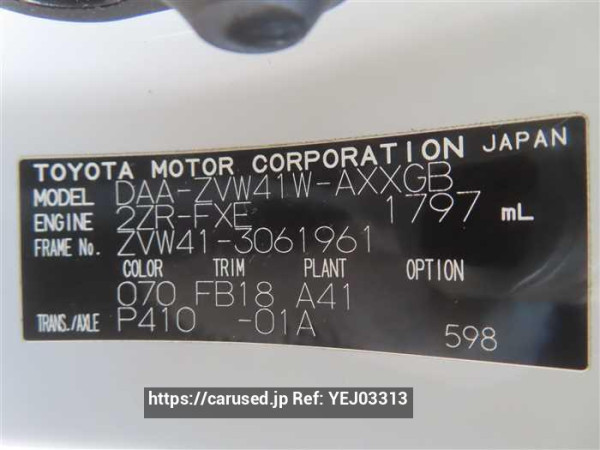 TOYOTA MOTOR CORPORATION JAPAN
MODEL DAA-ZVW41W-AXXGB
ENGINE 2ZR-FXE 1797 mL
FRAME No. ZVW41-3061961
COLOR TRIM PLANT OPTION
070 FB18 A41
TRANS./AXLE P410 -01A 598
https://carused.jp Ref: YEJ03313